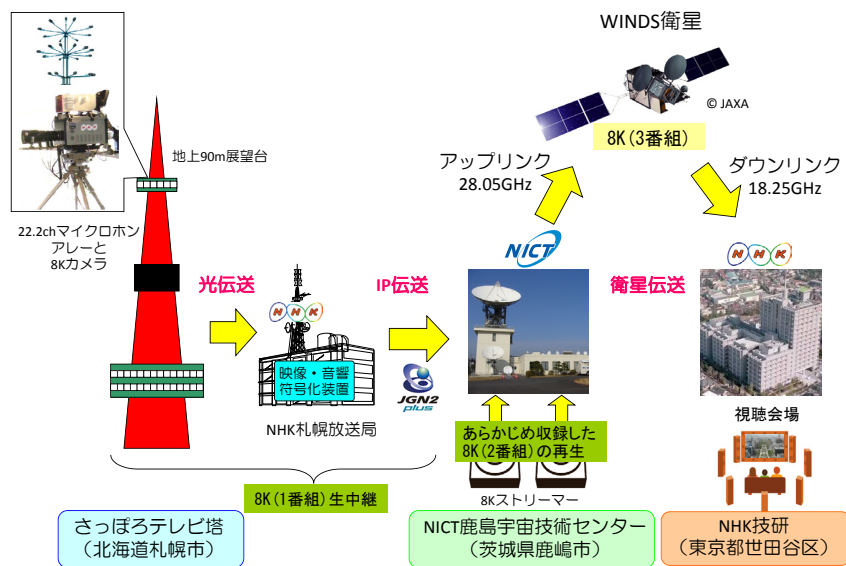 WINDS衛星
© JAXA
8K(3番組)
アップリンク
28.05GHz
ダウンリンク
18.25GHz
地上90m展望台
22.2chマイクロホン
アレーと
8Kカメラ
光伝送
NHK
映像・音響
符号化装置
NHK札幌放送局
IP伝送
JGN2
plus
NICT
衛星伝送
NHK
あらかじめ収録した
8K(2番組)の再生
8Kストリーマー
視聴会場
8K(1番組)生中継
さっぽろテレビ塔
(北海道札幌市)
NICT鹿島宇宙技術センター
(茨城県鹿嶋市)
NHK技研
(東京都世田谷区)